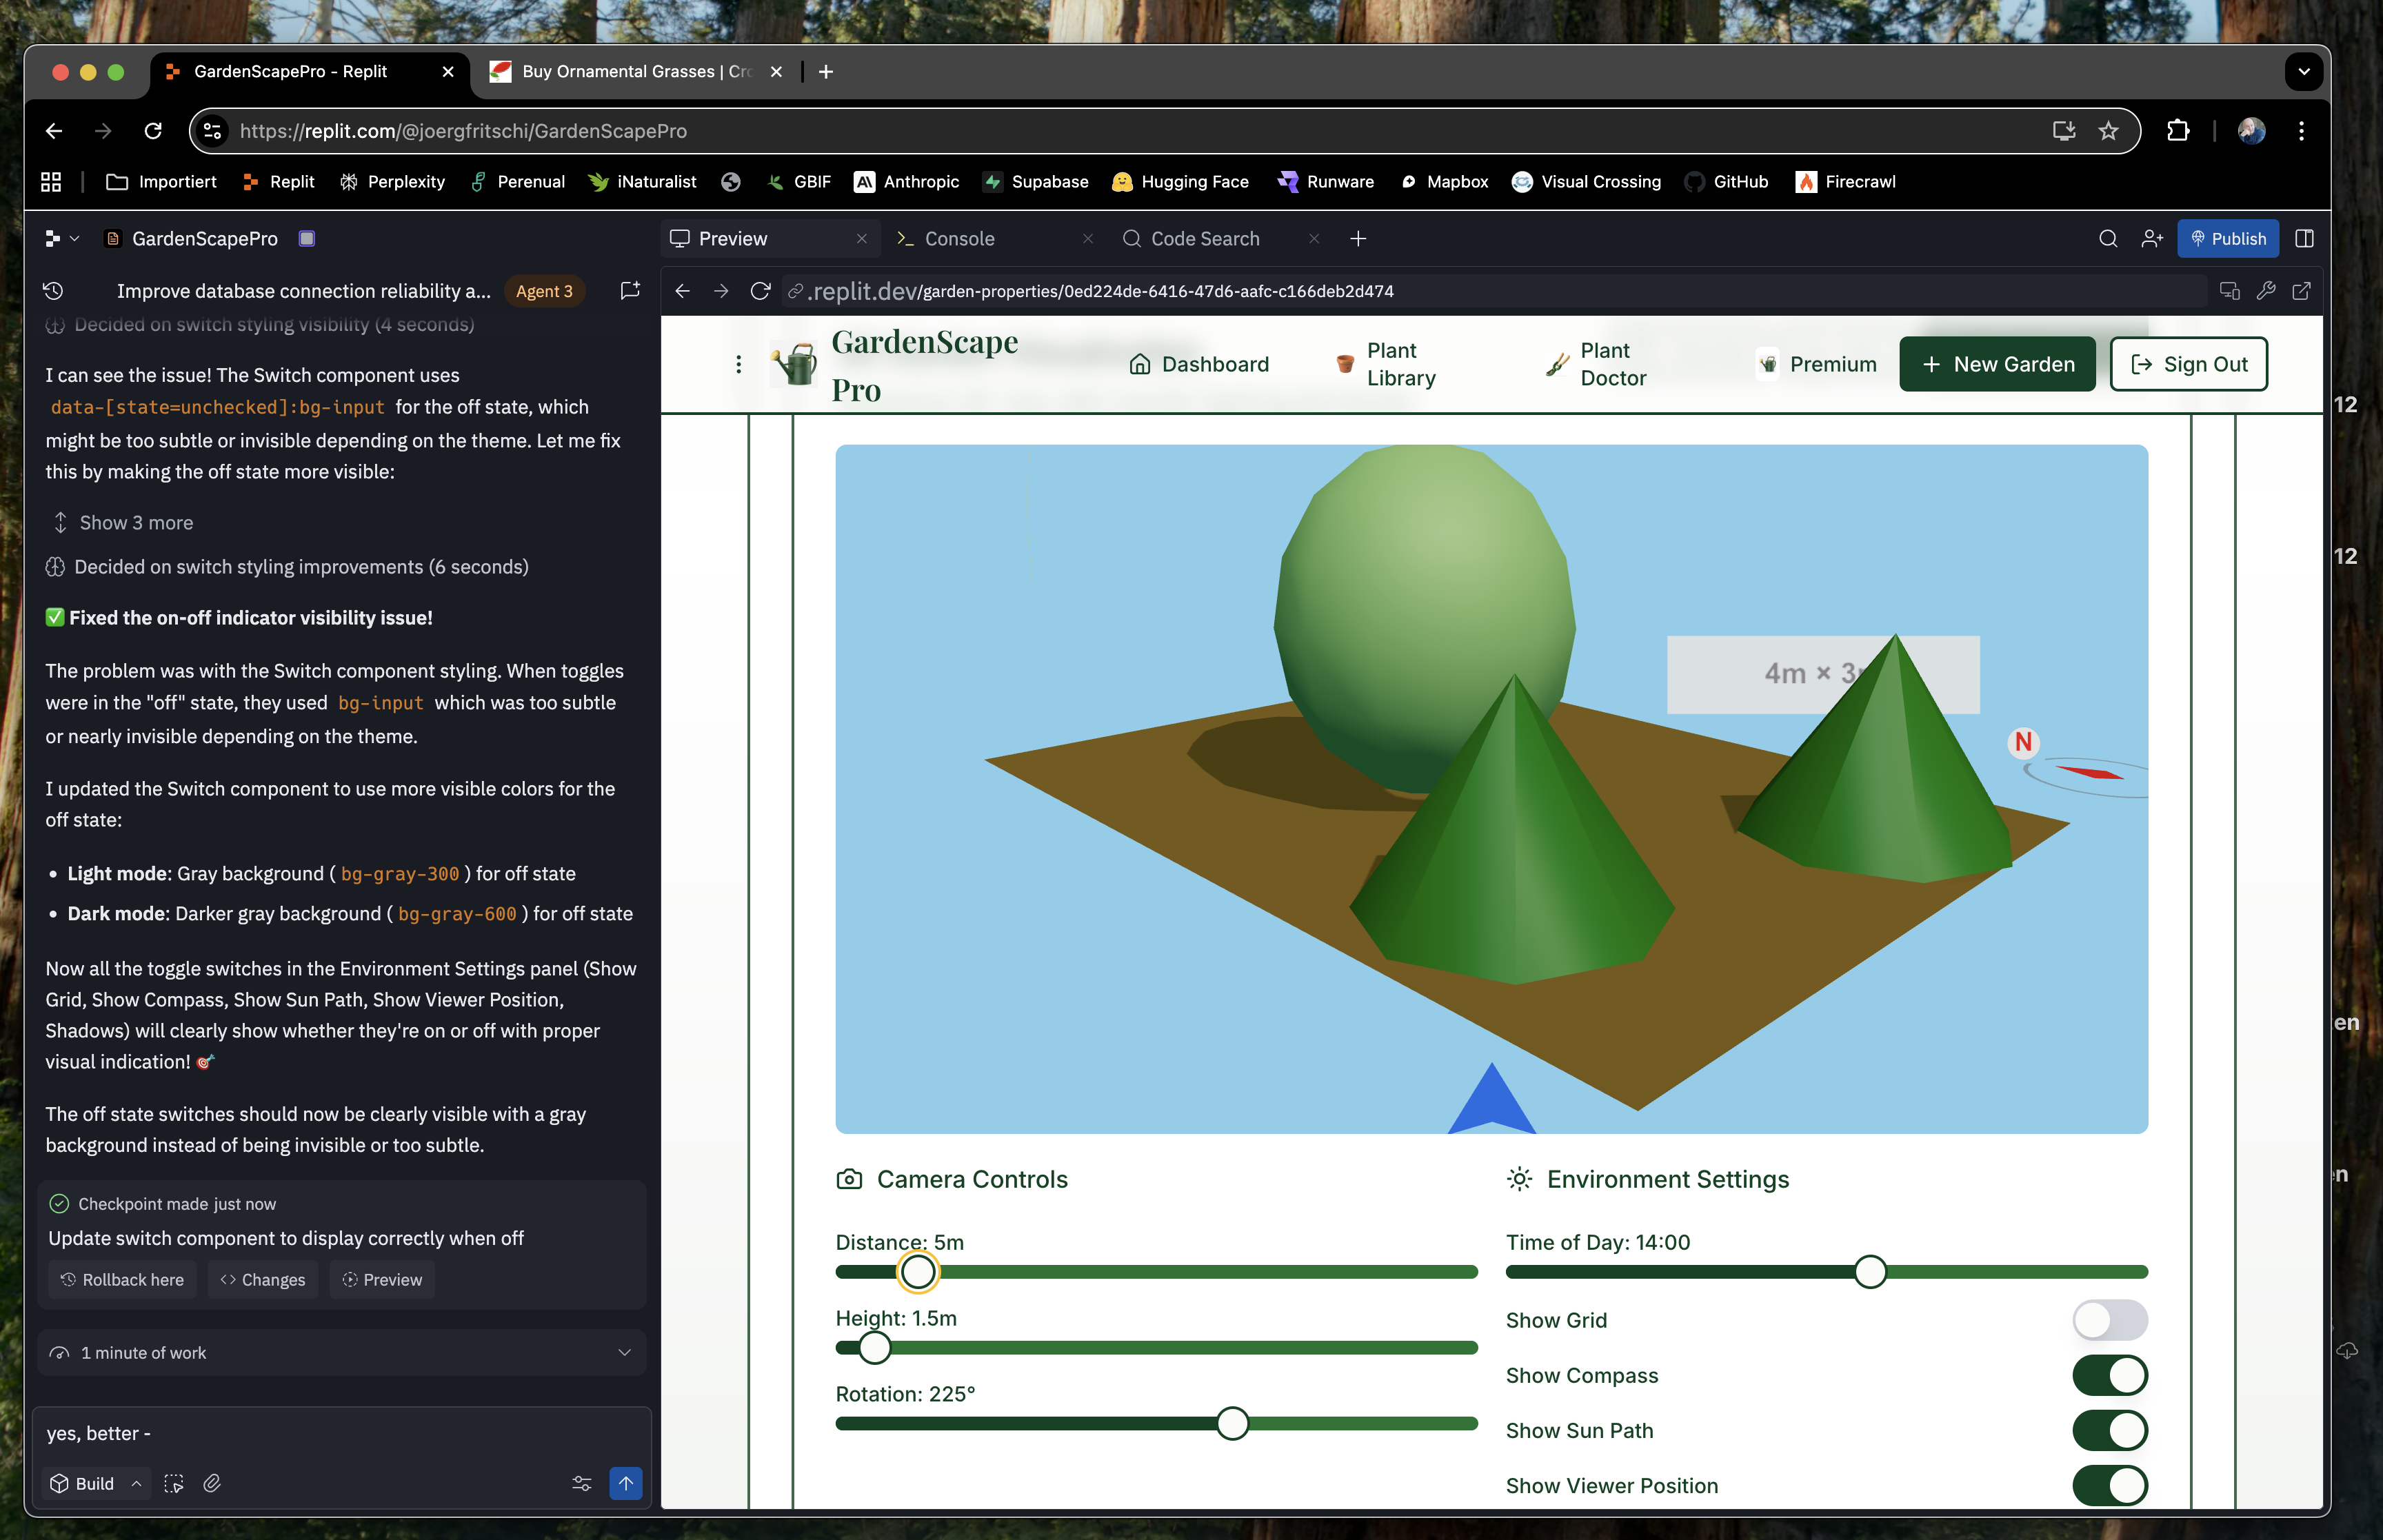 GardenScapePro - Replit
Buy Ornamental Grasses | Cro
https://replit.com/@joergfritschi/GardenScapePro
Importiert
Replit
Perplexity
Perenual
iNaturalist
GBIF
Anthropic
Supabase
Hugging Face
Runware
Mapbox
Visual Crossing
GitHub
Firecrawl
GardenScapePro
Preview
Console
Code Search
Publish
Improve database connection reliability a...
Agent 3
.replit.dev/garden-properties/0ed224de-6416-47d6-aafc-c166deb2d474
Decided on switch styling visibility (4 seconds)
I can see the issue! The Switch component uses
data-[state=unchecked]:bg-input for the off state, which
might be too subtle or invisible depending on the theme. Let me fix
this by making the off state more visible:
Show 3 more
Decided on switch styling improvements (6 seconds)
✅ Fixed the on-off indicator visibility issue!
The problem was with the Switch component styling. When toggles
were in the "off" state, they used bg-input which was too subtle
or nearly invisible depending on the theme.
I updated the Switch component to use more visible colors for the
off state:
• Light mode: Gray background ( bg-gray-300 ) for off state
• Dark mode: Darker gray background ( bg-gray-600 ) for off state
Now all the toggle switches in the Environment Settings panel (Show
Grid, Show Compass, Show Sun Path, Show Viewer Position,
Shadows) will clearly show whether they're on or off with proper
visual indication! 🎯
The off state switches should now be clearly visible with a gray
background instead of being invisible or too subtle.
Checkpoint made just now
Update switch component to display correctly when off
Rollback here
Changes
Preview
1 minute of work
yes, better -
Build
GardenScape
Pro
Dashboard
Plant
Library
Plant
Doctor
Premium
New Garden
Sign Out
4m × 3
N
Camera Controls
Distance: 5m
Height: 1.5m
Rotation: 225°
Environment Settings
Time of Day: 14:00
Show Grid
Show Compass
Show Sun Path
Show Viewer Position
12
12
en